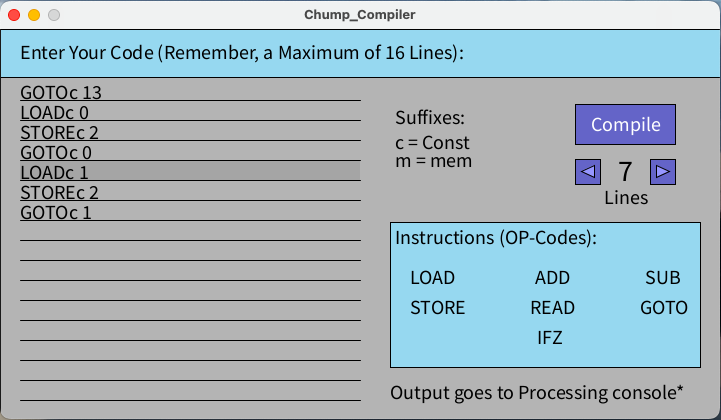 Chump_Compiler
Enter Your Code (Remember, a Maximum of 16 Lines):
GOTOc 13
LOADc 0
STOREc 2
GOTOc 0
LOADc 1
STOREc 2
GOTOc 1
Suffixes:
c = Const
m = mem
Compile
7
Lines
Instructions (OP-Codes):
LOAD ADD SUB
STORE READ GOTO
IFZ
Output goes to Processing console*